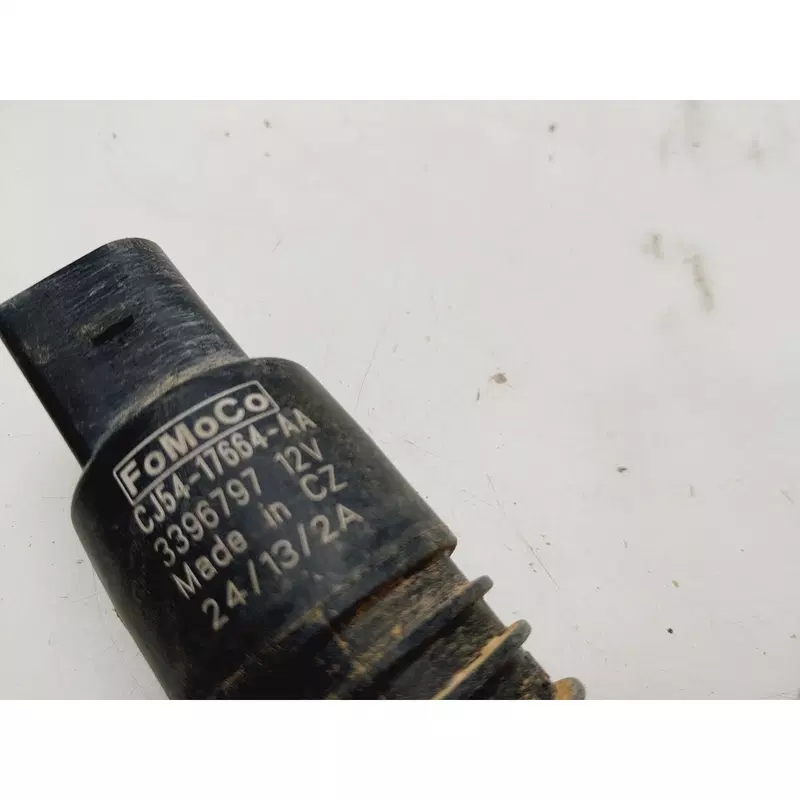 FoMoCo
CJ54-17664-AA
3396797 12V
Made in CZ
24/13/2A